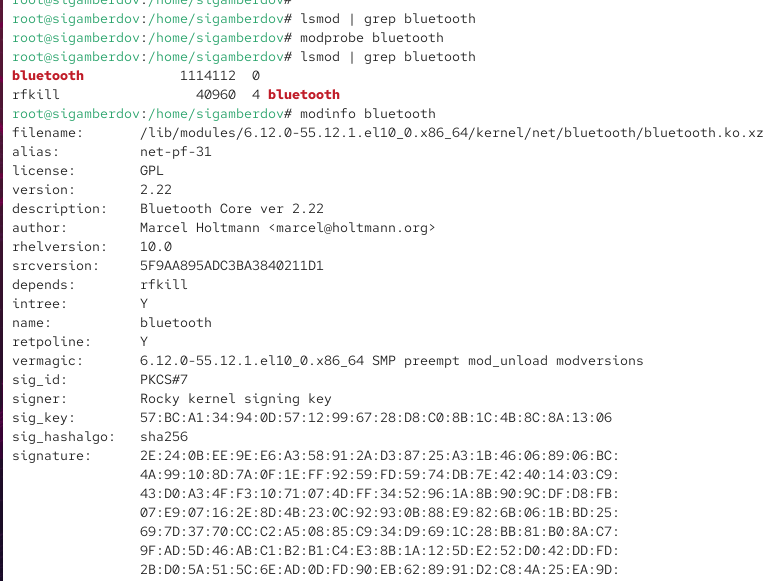 root@sigamberdov:/home/sigamberdov#
root@sigamberdov:/home/sigamberdov# lsmod | grep bluetooth
root@sigamberdov:/home/sigamberdov# modprobe bluetooth
root@sigamberdov:/home/sigamberdov# lsmod | grep bluetooth
bluetooth            1114112  0
rfkill                 40960  4 bluetooth
root@sigamberdov:/home/sigamberdov# modinfo bluetooth
filename:       /lib/modules/6.12.0-55.12.1.el10_0.x86_64/kernel/net/bluetooth/bluetooth.ko.xz
alias:          net-pf-31
license:        GPL
version:        2.22
description:    Bluetooth Core ver 2.22
author:         Marcel Holtmann <marcel@holtmann.org>
rhelversion:    10.0
srcversion:     5F9AA895ADC3BA3840211D1
depends:        rfkill
intree:         Y
name:           bluetooth
retpoline:      Y
vermagic:       6.12.0-55.12.1.el10_0.x86_64 SMP preempt mod_unload modversions
sig_id:         PKCS#7
signer:         Rocky kernel signing key
sig_key:        57:BC:A1:34:94:0D:57:12:99:67:28:D8:C0:8B:1C:4B:8C:8A:13:06
sig_hashalgo:   sha256
signature:      2E:24:0B:EE:9E:E6:A3:58:91:2A:D3:87:25:A3:1B:46:06:89:06:BC:
                4A:99:10:8D:7A:0F:1E:FF:92:59:FD:59:74:DB:7E:42:40:14:03:C9:
                43:D0:A3:4F:F3:10:71:07:4D:FF:34:52:96:1A:8B:90:9C:DF:D8:FB:
                07:E9:07:16:2E:8D:4B:23:0C:92:93:0B:88:E9:82:6B:06:1B:BD:25:
                69:7D:37:70:CC:C2:A5:08:85:C9:34:D9:69:1C:28:BB:81:B0:8A:C7:
                9F:AD:5D:46:AB:C1:B2:B1:C4:E3:8B:1A:12:5D:E2:52:D0:42:DD:FD:
                2B:D0:5A:51:5C:6E:AD:0D:FD:90:EB:62:89:91:D2:C8:4A:25:EA:9D: